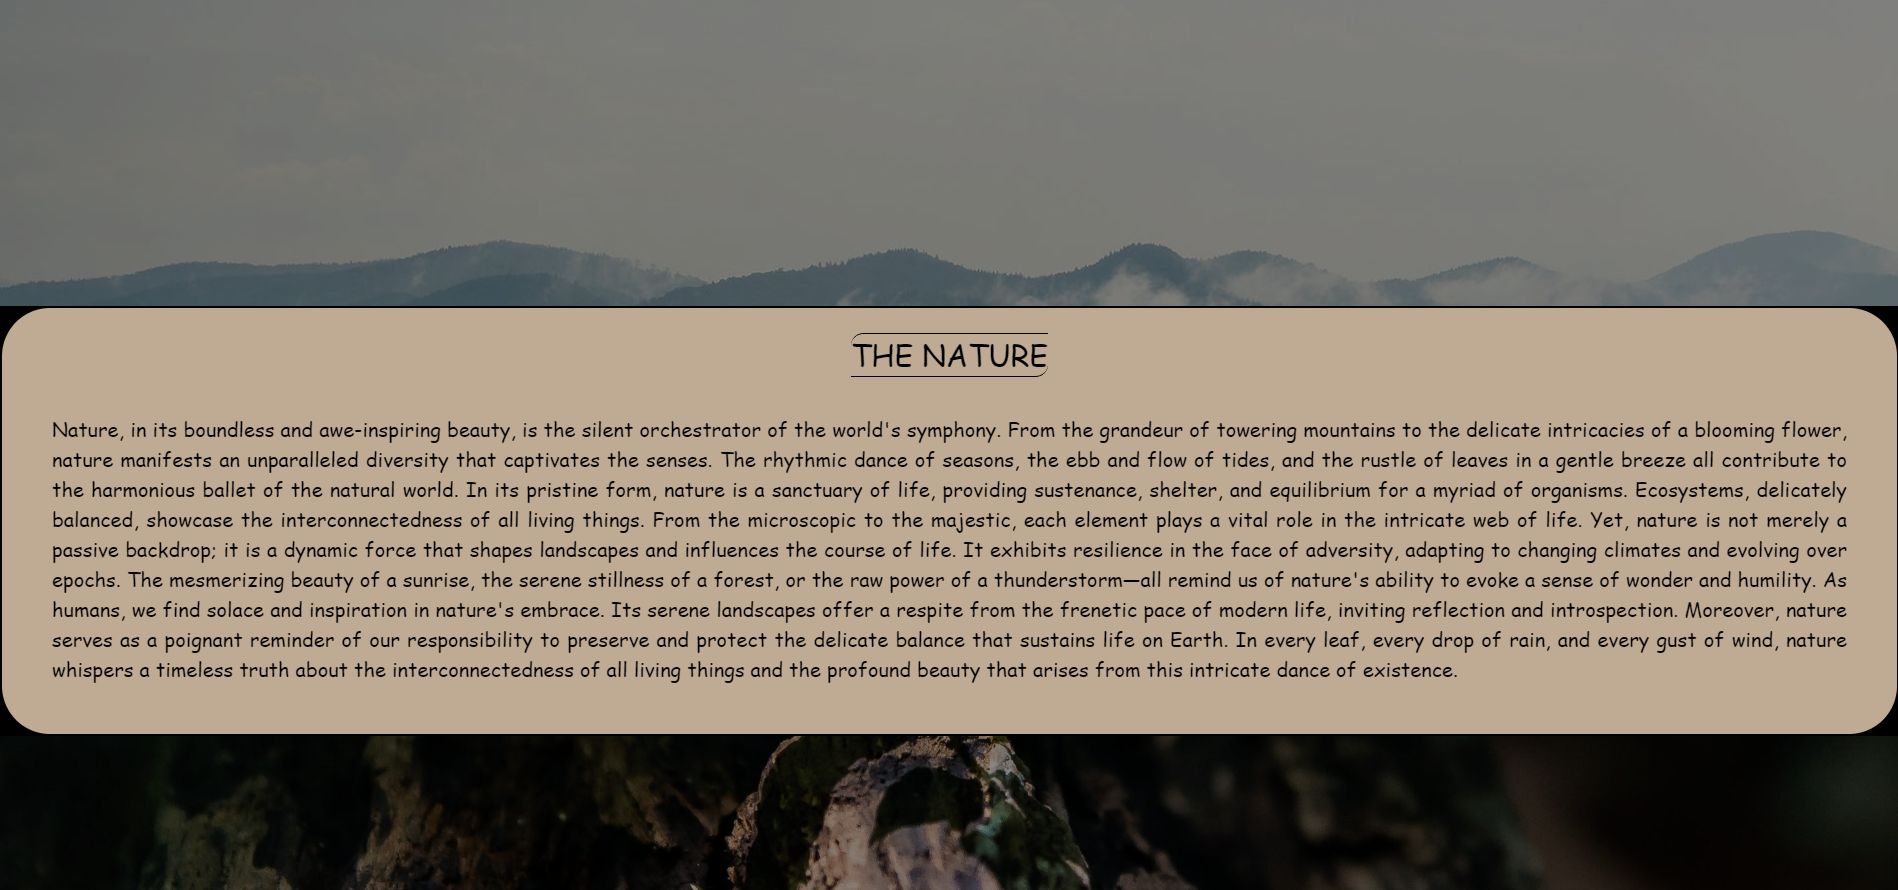 THE NATURE
Nature, in its boundless and awe-inspiring beauty, is the silent orchestrator of the world's symphony. From the grandeur of towering mountains to the delicate intricacies of a blooming flower,
nature manifests an unparalleled diversity that captivates the senses. The rhythmic dance of seasons, the ebb and flow of tides, and the rustle of leaves in a gentle breeze all contribute to
the harmonious ballet of the natural world. In its pristine form, nature is a sanctuary of life, providing sustenance, shelter, and equilibrium for a myriad of organisms. Ecosystems, delicately
balanced, showcase the interconnectedness of all living things. From the microscopic to the majestic, each element plays a vital role in the intricate web of life. Yet, nature is not merely a
passive backdrop; it is a dynamic force that shapes landscapes and influences the course of life. It exhibits resilience in the face of adversity, adapting to changing climates and evolving over
epochs. The mesmerizing beauty of a sunrise, the serene stillness of a forest, or the raw power of a thunderstorm—all remind us of nature's ability to evoke a sense of wonder and humility. As
humans, we find solace and inspiration in nature's embrace. Its serene landscapes offer a respite from the frenetic pace of modern life, inviting reflection and introspection. Moreover, nature
serves as a poignant reminder of our responsibility to preserve and protect the delicate balance that sustains life on Earth. In every leaf, every drop of rain, and every gust of wind, nature
whispers a timeless truth about the interconnectedness of all living things and the profound beauty that arises from this intricate dance of existence.